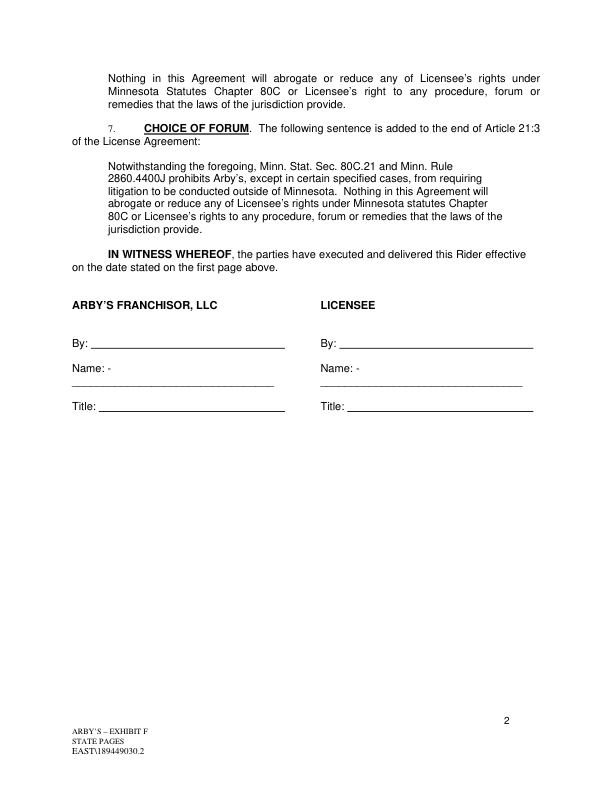 Nothing in this Agreement will abrogate or reduce any of Licensee’s rights under
Minnesota Statutes Chapter 80C or Licensee’s right to any procedure, forum or
remedies that the laws of the jurisdiction provide.
7. CHOICE OF FORUM. The following sentence is added to the end of Article 21:3
of the License Agreement:
Notwithstanding the foregoing, Minn. Stat. Sec. 80C.21 and Minn. Rule
2860.4400J prohibits Arby’s, except in certain specified cases, from requiring
litigation to be conducted outside of Minnesota. Nothing in this Agreement will
abrogate or reduce any of Licensee’s rights under Minnesota statutes Chapter
80C or Licensee’s rights to any procedure, forum or remedies that the laws of the
jurisdiction provide.
IN WITNESS WHEREOF, the parties have executed and delivered this Rider effective
on the date stated on the first page above.
ARBY’S FRANCHISOR, LLC LICENSEE
By: ________________ By: ________________
Name: - Name: -
________________ ________________
Title: ________________ Title: ________________
2
ARBY’S – EXHIBIT F
STATE PAGES
EAST\189449030.2